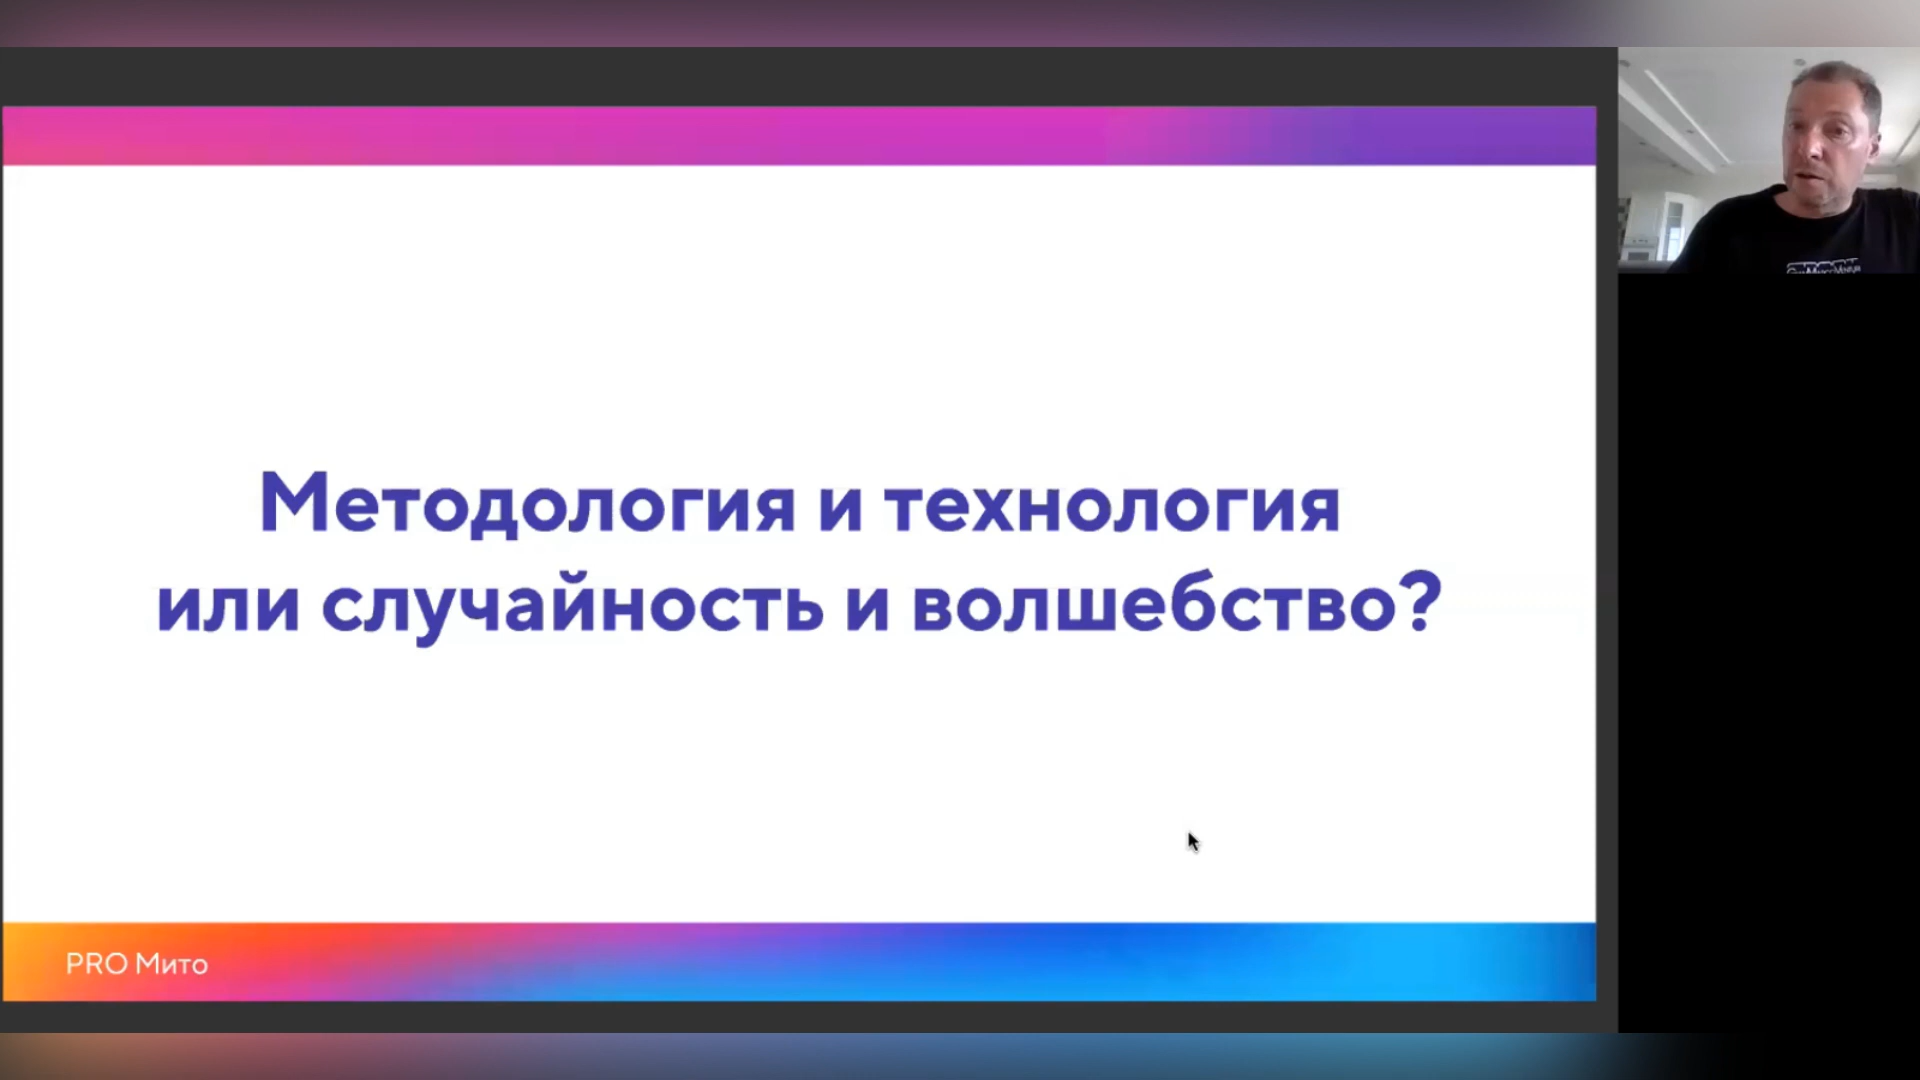 Методология и технология
или случайность и волшебство?
PRO Мито